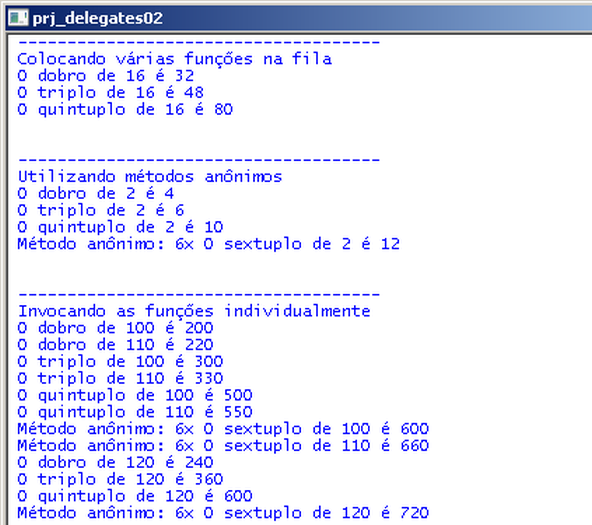 prj_delegates02
-------------------------------------
Colocando várias funções na fila
O dobro de 16 é 32
O triplo de 16 é 48
O quintuplo de 16 é 80
-------------------------------------
Utilizando métodos anônimos
O dobro de 2 é 4
O triplo de 2 é 6
O quintuplo de 2 é 10
Método anônimo: 6x O sextuplo de 2 é 12
-------------------------------------
Invocando as funções individualmente
O dobro de 100 é 200
O dobro de 110 é 220
O triplo de 100 é 300
O triplo de 110 é 330
O quintuplo de 100 é 500
O quintuplo de 110 é 550
Método anônimo: 6x O sextuplo de 100 é 600
Método anônimo: 6x O sextuplo de 110 é 660
O dobro de 120 é 240
O triplo de 120 é 360
O quintuplo de 120 é 600
Método anônimo: 6x O sextuplo de 120 é 720